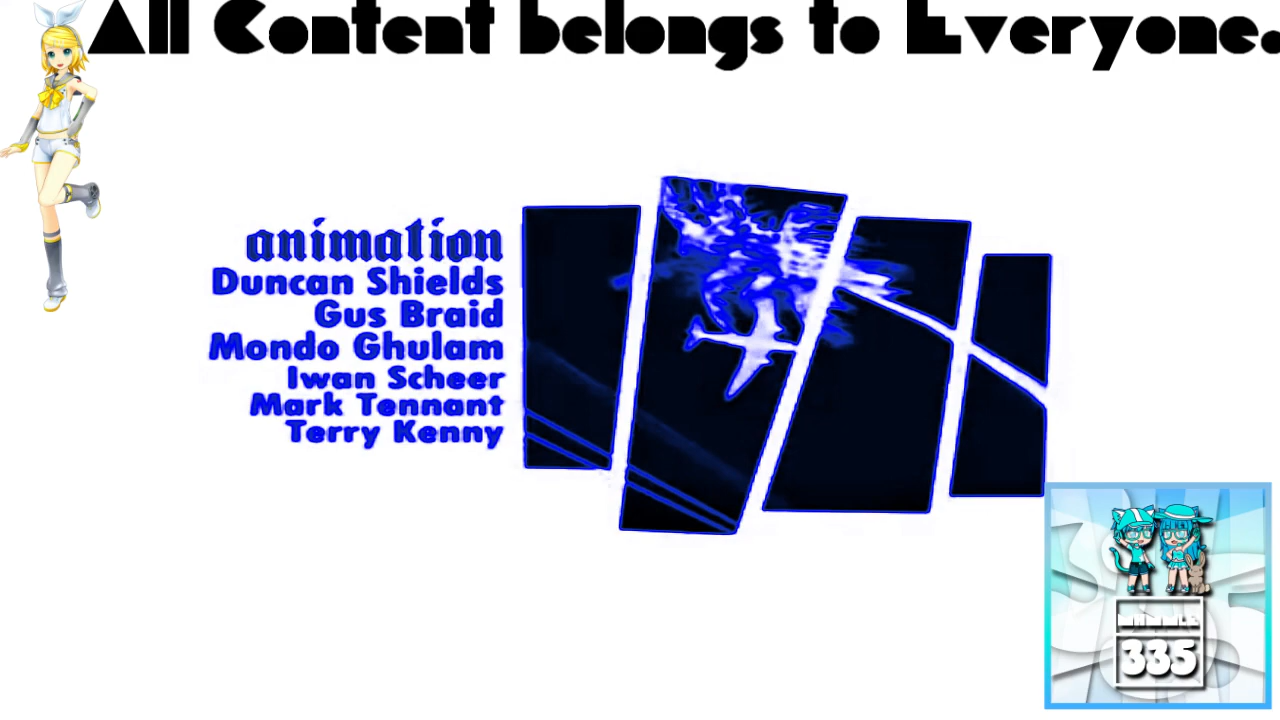 All Content belongs to Everyone.
animation
Duncan Shields
Gus Braid
Mondo Ghulam
Iwan Scheer
Mark Tennant
Terry Kenny
335